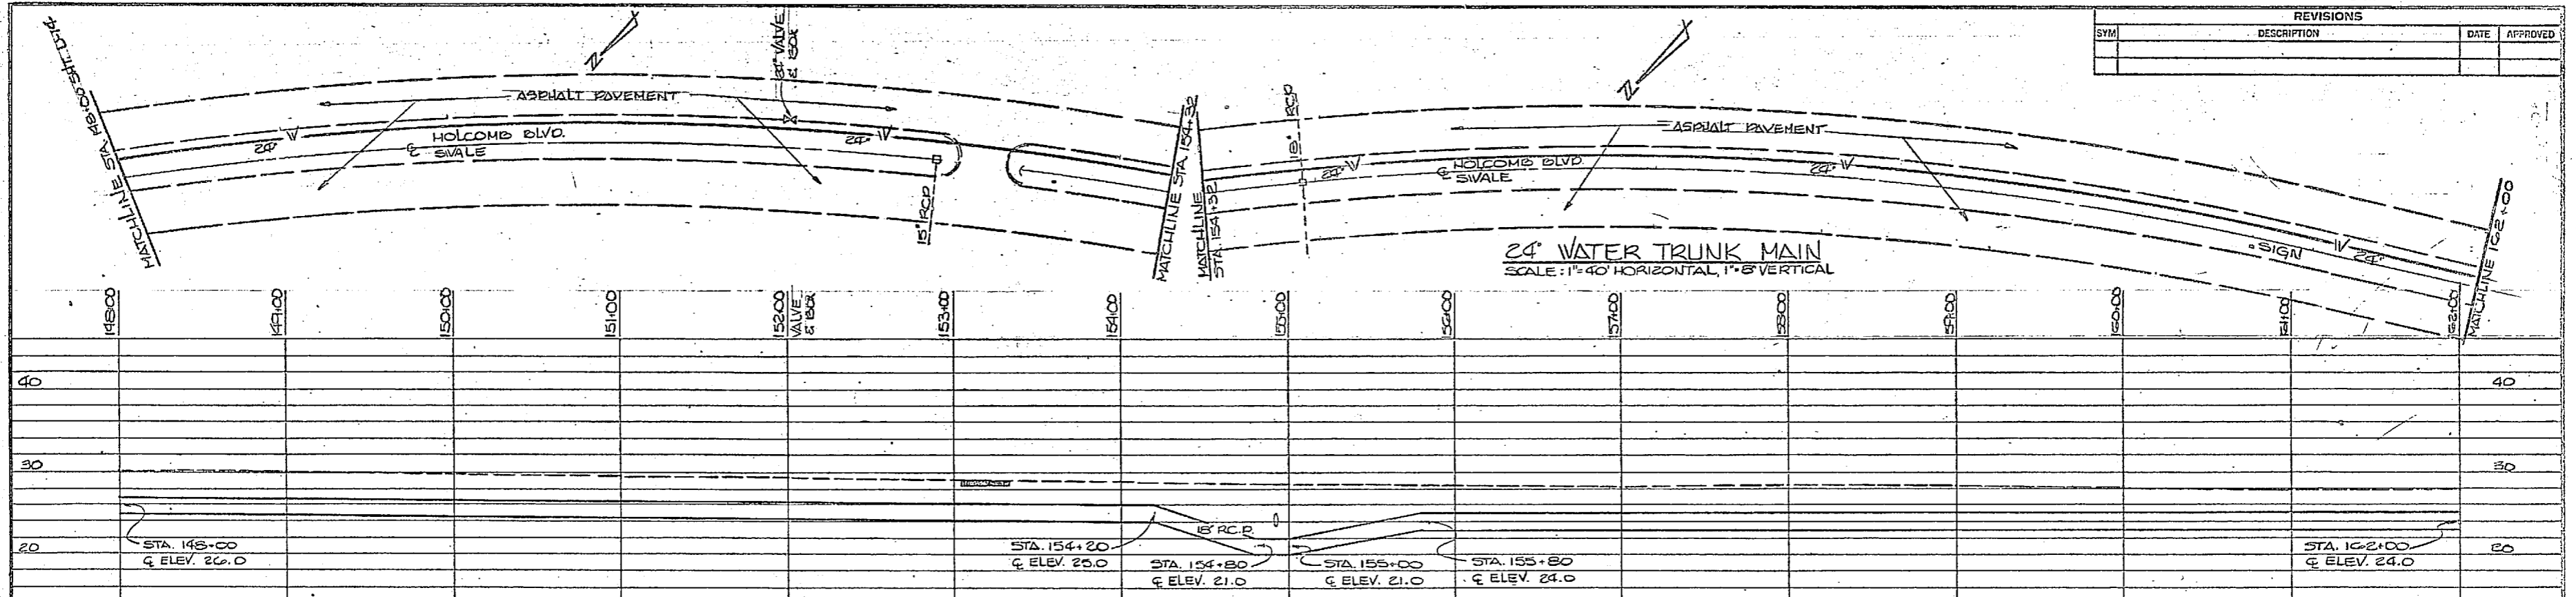 REVISIONS
SYM DESCRIPTION DATE APPROVED
MATCHLINE STA. 148+00 SHT. D-14
N
24" VALVE
& BOX
ASPHALT PAVEMENT
24" W
HOLCOMB BLVD.
℄ SWALE
24" W
15" RCP
MATCHLINE STA. 154+32
MATCHLINE
STA. 154+32
18" RCP
N
ASPHALT PAVEMENT
24" W
HOLCOMB BLVD.
℄ SWALE
24" W
SIGN
W
24"
MATCHLINE 162+00
24" WATER TRUNK MAIN
SCALE: 1"=40' HORIZONTAL, 1"=8' VERTICAL
148+00 149+00 150+00 151+00 152+00 VALVE & BOX 153+00 154+00 155+00 156+00 157+00 158+00 159+00 160+00 161+00 162+00
40 40
30 30
18" R.C.P.
20 20
STA. 148+00
℄ ELEV. 26.0
STA. 154+20
℄ ELEV. 25.0
STA. 154+80
℄ ELEV. 21.0
STA. 155+00
℄ ELEV. 21.0
STA. 155+80
℄ ELEV. 24.0
STA. 162+00
℄ ELEV. 24.0